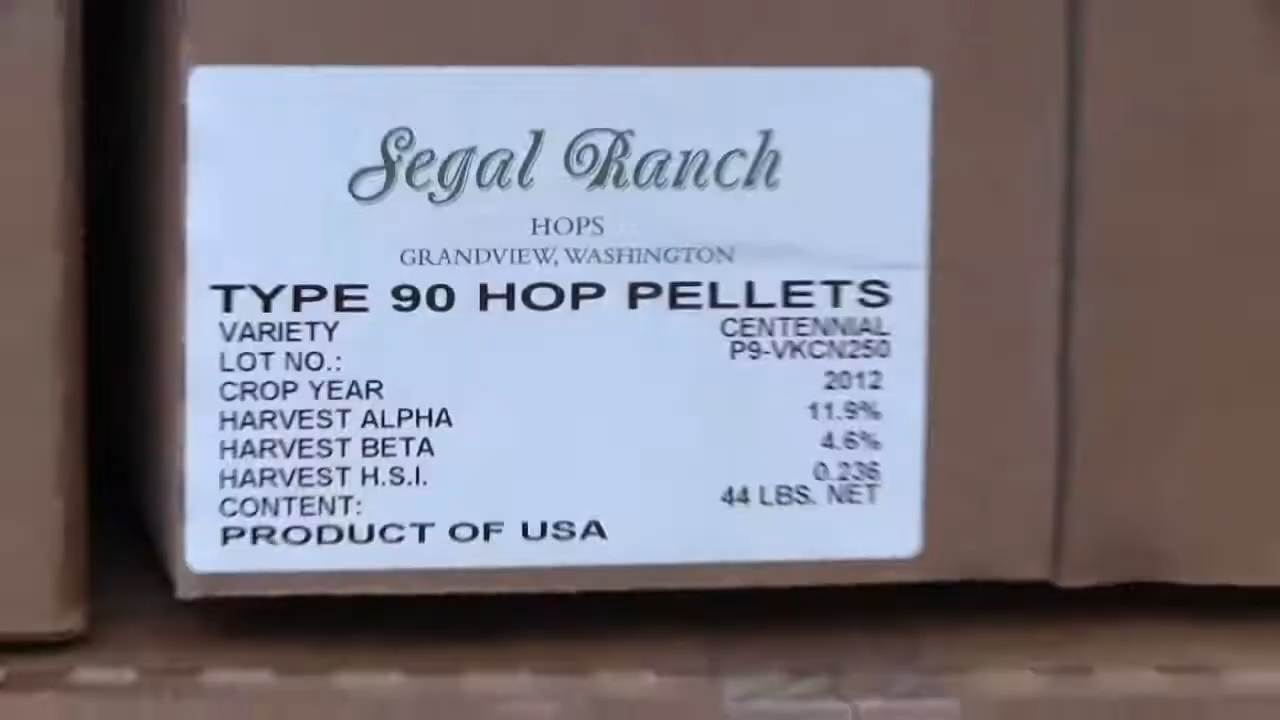 Segal Ranch
HOPS
GRANDVIEW, WASHINGTON
TYPE 90 HOP PELLETS
VARIETY CENTENNIAL
LOT NO.: P9-VKCN250
CROP YEAR 2012
HARVEST ALPHA 11.9%
HARVEST BETA 4.6%
HARVEST H.S.I. 0.236
CONTENT: 44 LBS. NET
PRODUCT OF USA